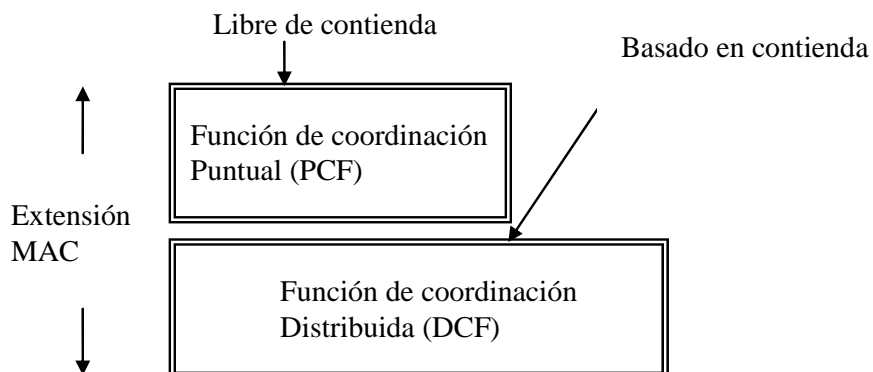 Libre de contienda
Basado en contienda
Función de coordinación
Puntual (PCF)
Extensión
MAC
Función de coordinación
Distribuida (DCF)